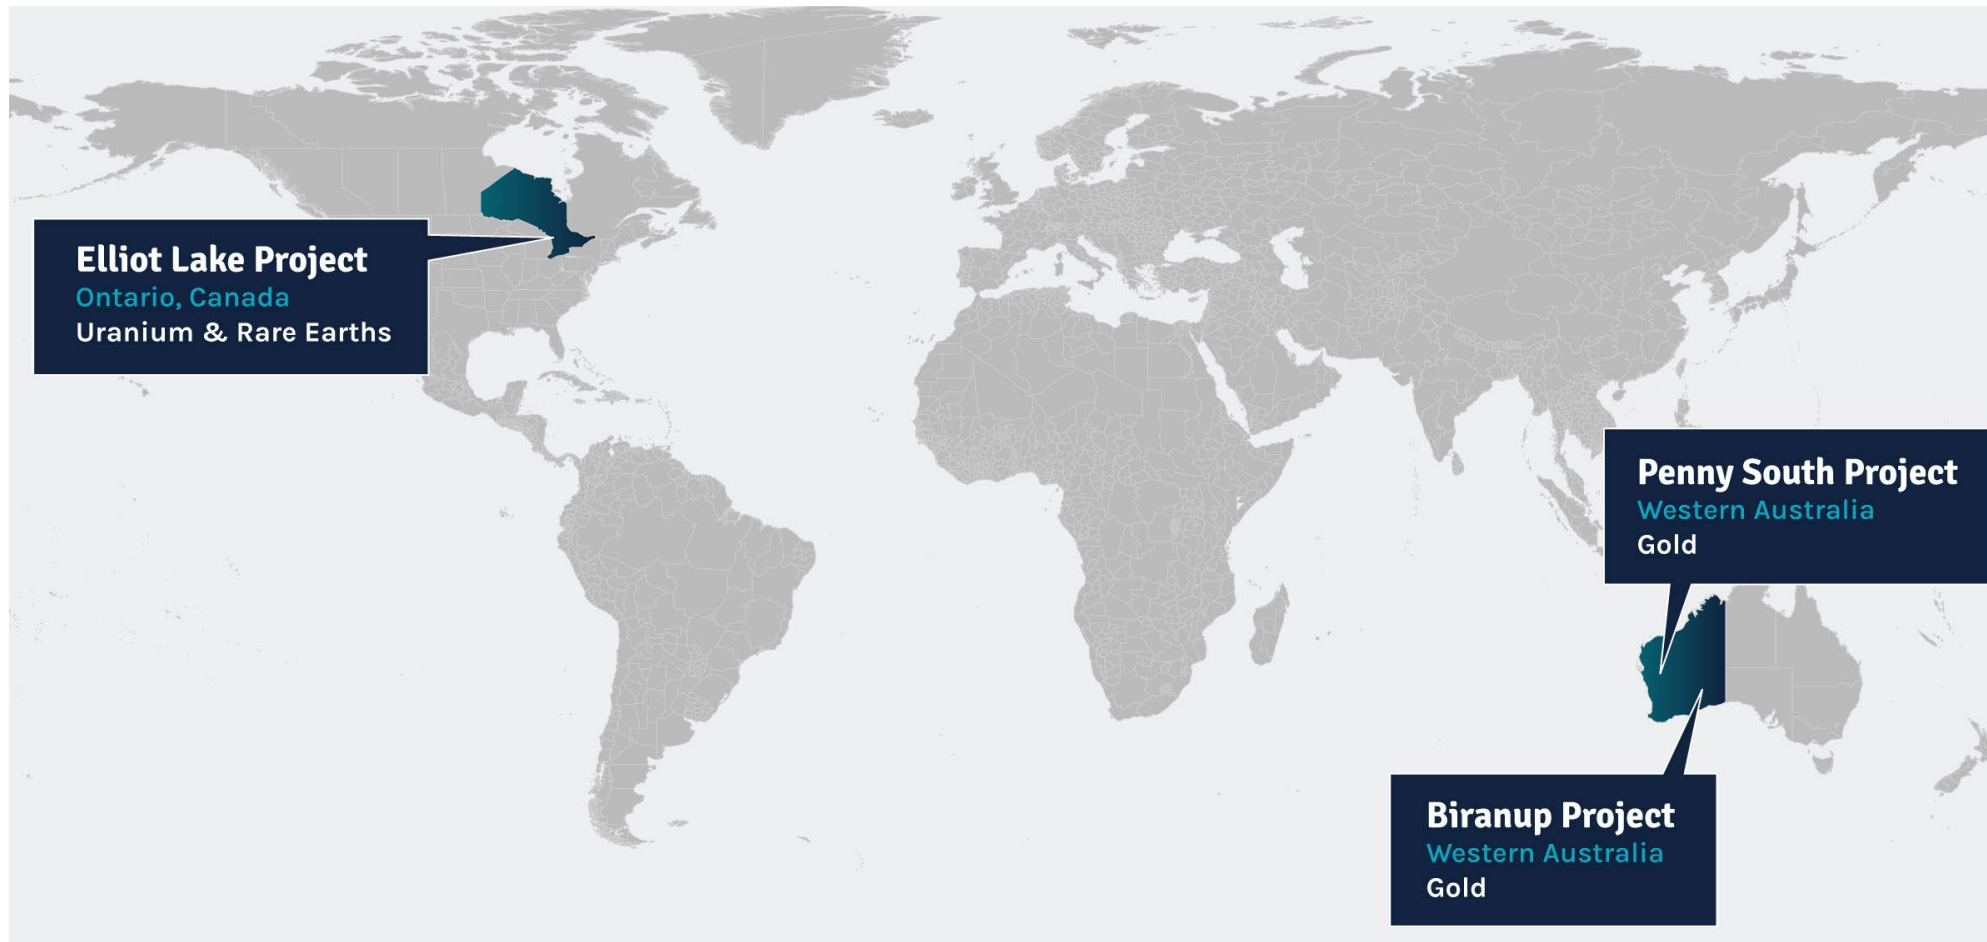 Elliot Lake Project
Ontario, Canada
Uranium & Rare Earths
Penny South Project
Western Australia
Gold
Biranup Project
Western Australia
Gold